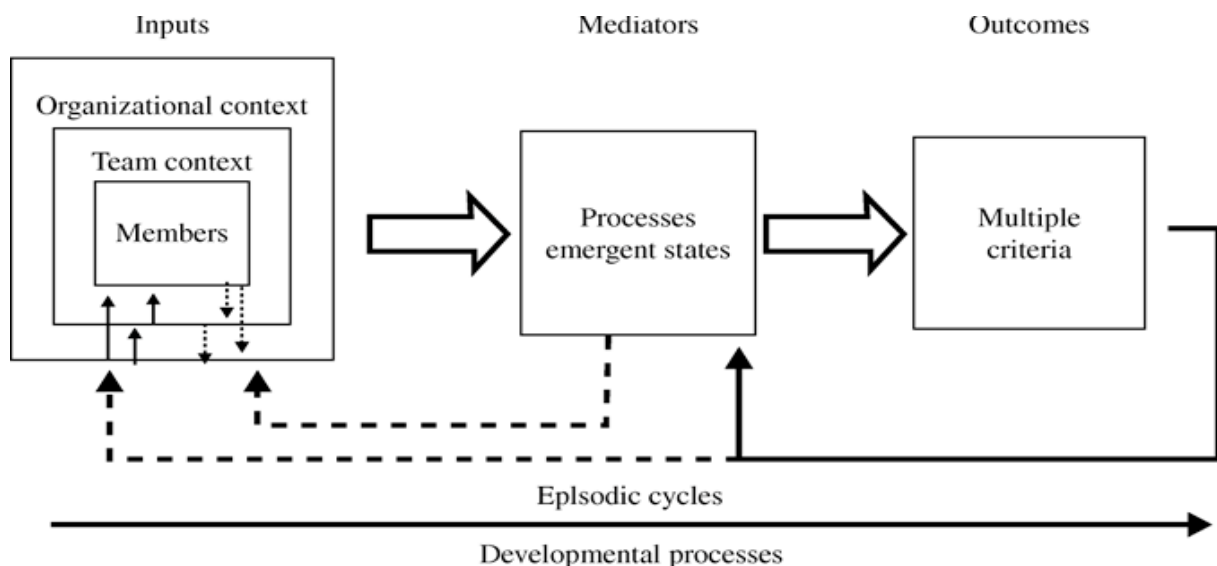 Inputs
Mediators
Outcomes
Organizational context
Team context
Members
Processes
emergent states
Multiple
criteria
Eplsodic cycles
Developmental processes